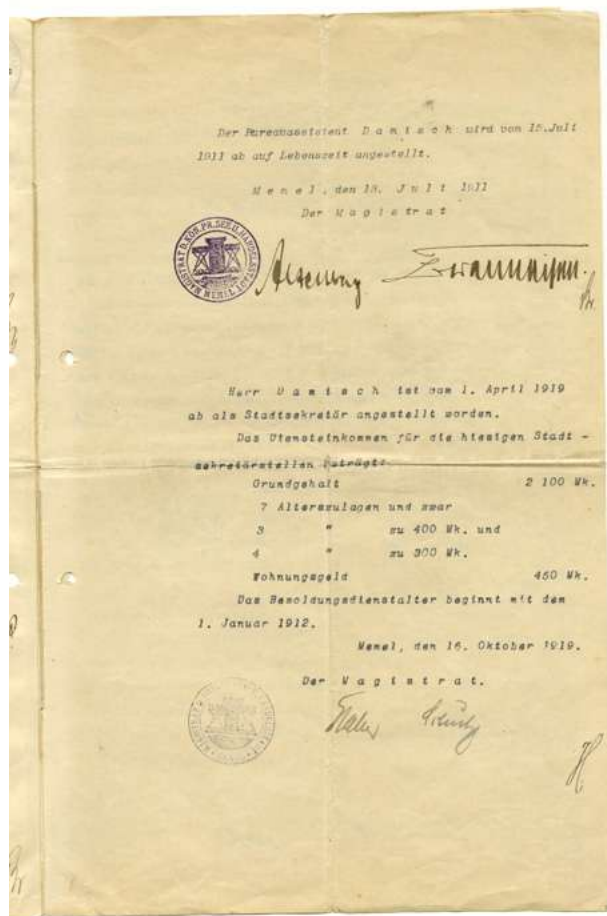 Der Bureauassistent D a m i s c h wird vom 15.Juli
1911 ab auf Lebenszeit angestellt.
M e m e l , den 18. J u l i 1911
Der M a g i s t r a t
Altenberg
Herr D a m i s c h ist vom 1. April 1919
ab als Stadtsekretär angestellt worden.
Das Diensteinkommen für die hiesigen Stadt -
sekretärstellen beträgt:
Grundgehalt 2 100 Mk.
7 Alterszulagen und zwar
3 " zu 400 Mk. und
4 " zu 300 Mk.
Wohnungsgeld 450 Mk.
Das Besoldungsdienstalter beginnt mit dem
1. Januar 1912.
Memel, den 16. Oktober 1919.
Der M a g i s t r a t.